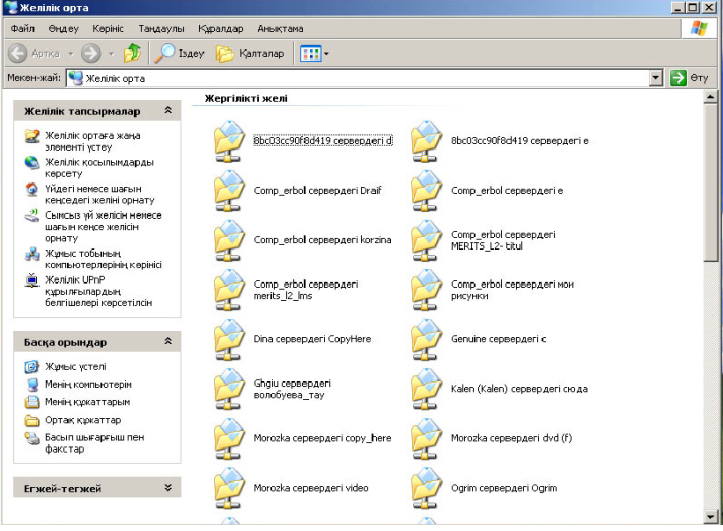 Желілік орта
Файл Өңдеу Көрініс Таңдаулы Құралдар Анықтама
Артқа Іздеу Қалталар
Мекен-жай: Желілік орта Өту
Желілік тапсырмалар
Желілік ортаға жаңа
элементі үстеу
Желілік қосылымдарды
көрсету
Үйдегі немесе шағын
кеңседегі желіні орнату
Сымсыз үй желісін немесе
шағын кеңсе желісін
орнату
Жұмыс тобының
компьютерлерінің көрінісі
Желілік UPnP
құрылғылардың
белгішелері көрсетілсін
Басқа орындар
Жұмыс үстелі
Менің компьютерім
Менің құжаттарым
Ортақ құжаттар
Басып шығарғыш пен
факстар
Егжей-тегжей
Жергілікті желі
8bc03cc90f8d419 сервердегі d
8bc03cc90f8d419 сервердегі e
Comp_erbol сервердегі Draif
Comp_erbol сервердегі e
Comp_erbol сервердегі korzina
Comp_erbol сервердегі
MERITS_L2- titul
Comp_erbol сервердегі
merits_l2_lms
Comp_erbol сервердегі мои
рисунки
Dina сервердегі CopyHere
Genuine сервердегі c
Ghgiu сервердегі
волобуева_тау
Kalen (Kalen) сервердегі сюда
Morozka сервердегі copy_here
Morozka сервердегі dvd (f)
Morozka сервердегі video
Ogrim сервердегі Ogrim